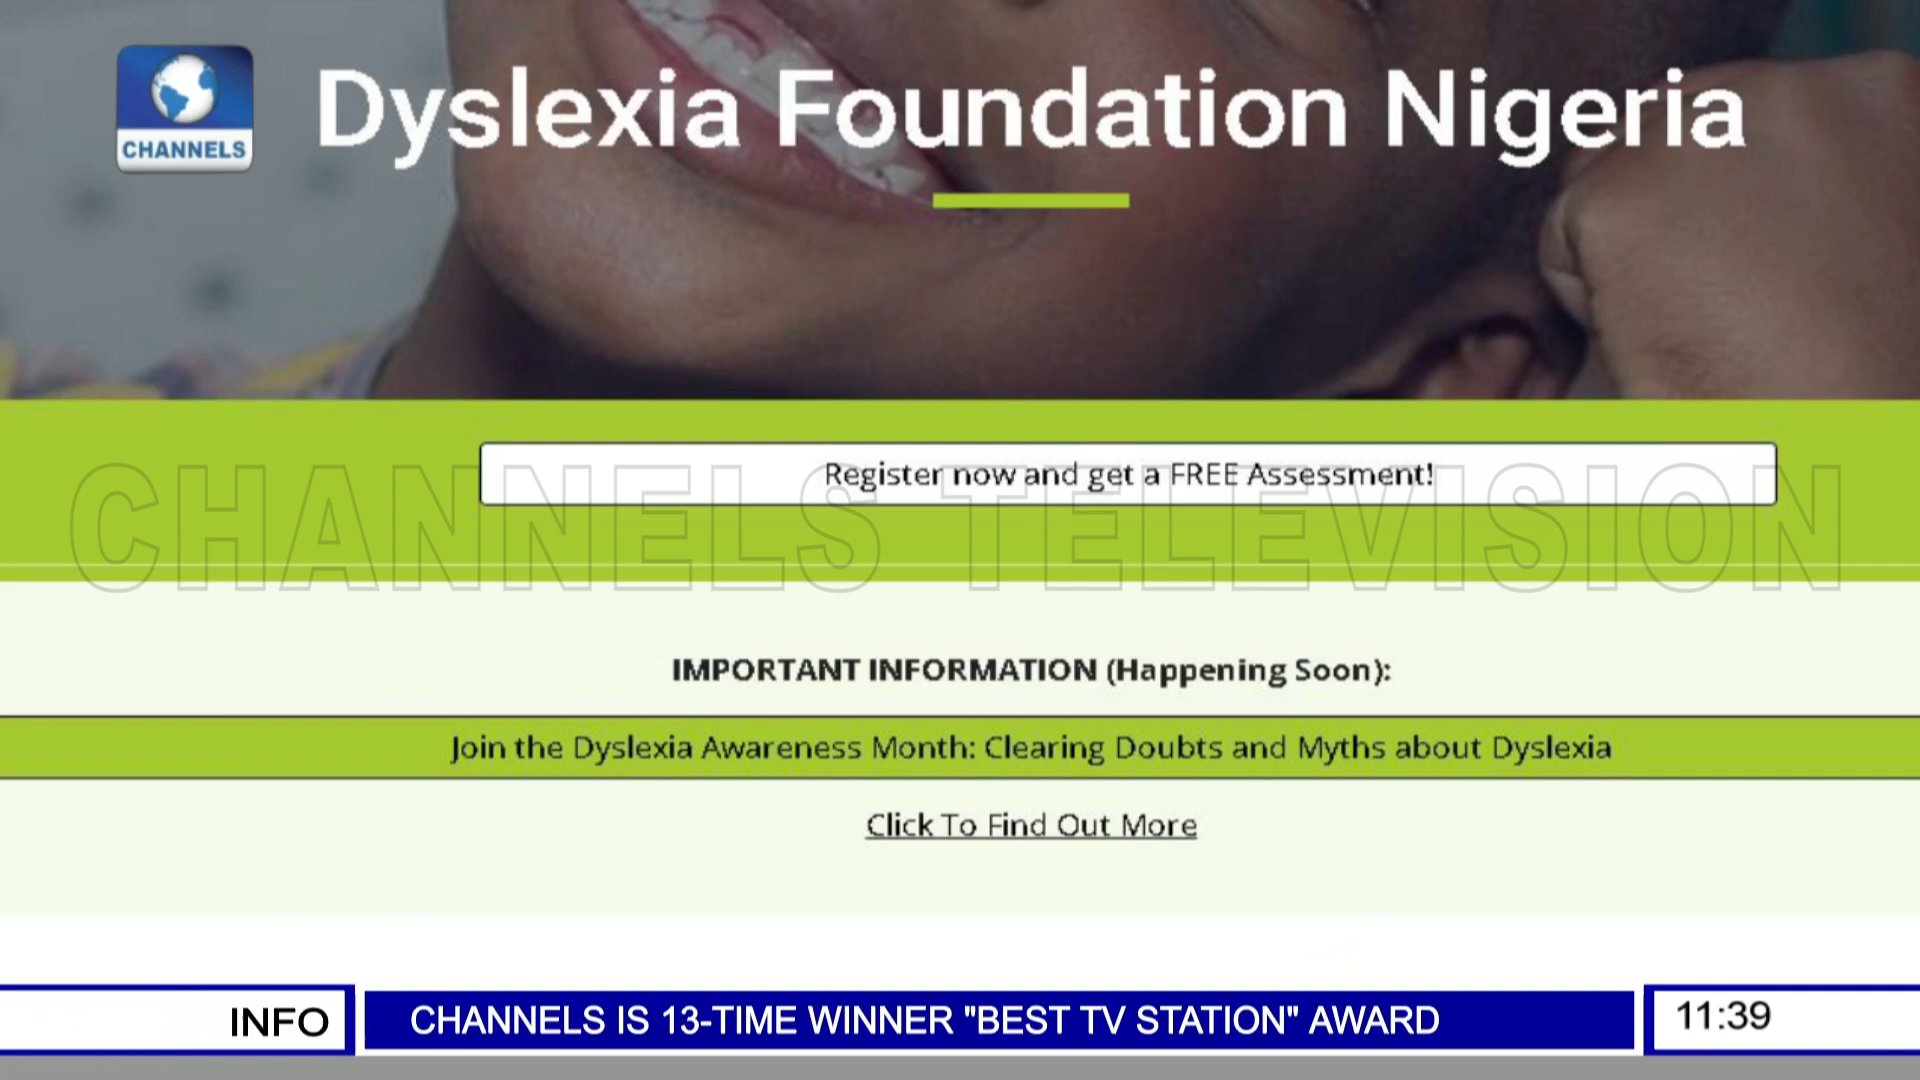 CHANNELS
Dyslexia Foundation Nigeria
Register now and get a FREE Assessment!
CHANNELS TELEVISION
IMPORTANT INFORMATION (Happening Soon):
Join the Dyslexia Awareness Month: Clearing Doubts and Myths about Dyslexia
Click To Find Out More
INFO
CHANNELS IS 13-TIME WINNER "BEST TV STATION" AWARD
11:39